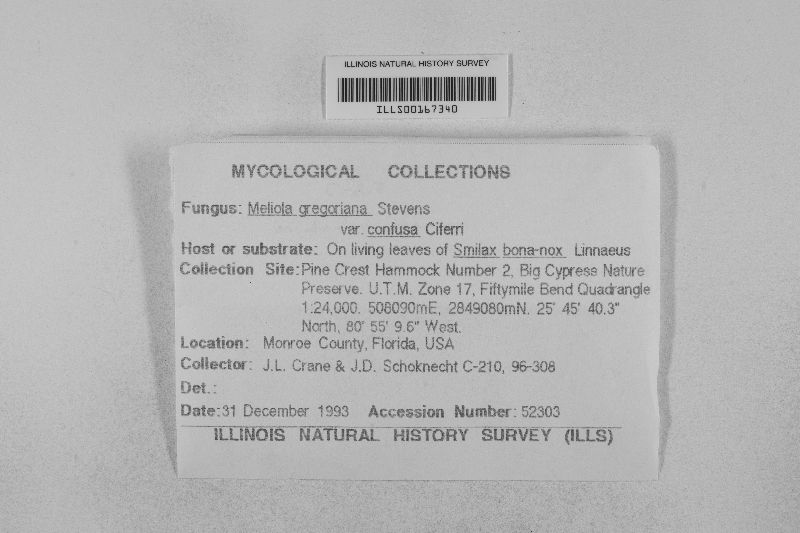 ILLINOIS NATURAL HISTORY SURVEY
ILLS00167340
MYCOLOGICAL COLLECTIONS
Fungus: Meliola gregoriana Stevens
var. confusa Ciferri
Host or substrate: On living leaves of Smilax bona-nox Linnaeus
Collection Site: Pine Crest Hammock Number 2, Big Cypress Nature
Preserve. U.T.M. Zone 17, Fiftymile Bend Quadrangle
1:24,000. 508090mE, 2849080mN. 25' 45' 40.3"
North, 80' 55' 9.6" West.
Location: Monroe County, Florida, USA
Collector: J.L. Crane & J.D. Schoknecht C-210, 96-308
Det.:
Date: 31 December 1993 Accession Number: 52303
ILLINOIS NATURAL HISTORY SURVEY (ILLS)